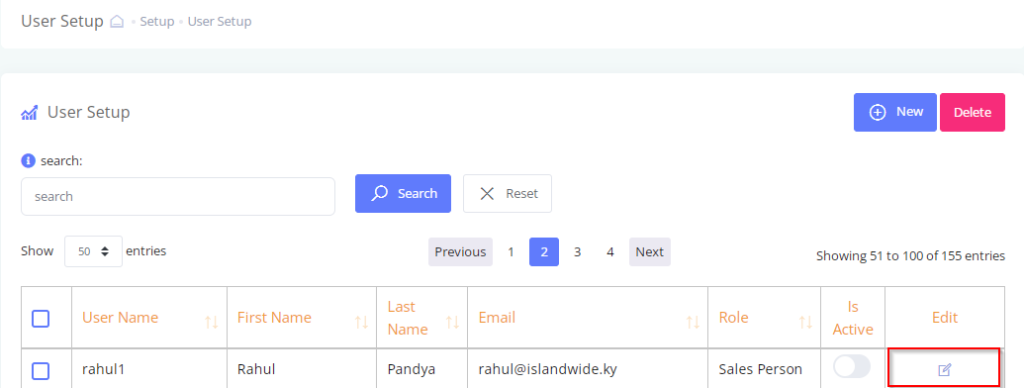 User Setup Setup User Setup
User Setup
New Delete
search:
search Search Reset
Show 50 entries Previous 1 2 3 4 Next Showing 51 to 100 of 155 entries
User Name First Name Last Name Email Role Is Active Edit
rahul1 Rahul Pandya rahul@islandwide.ky Sales Person